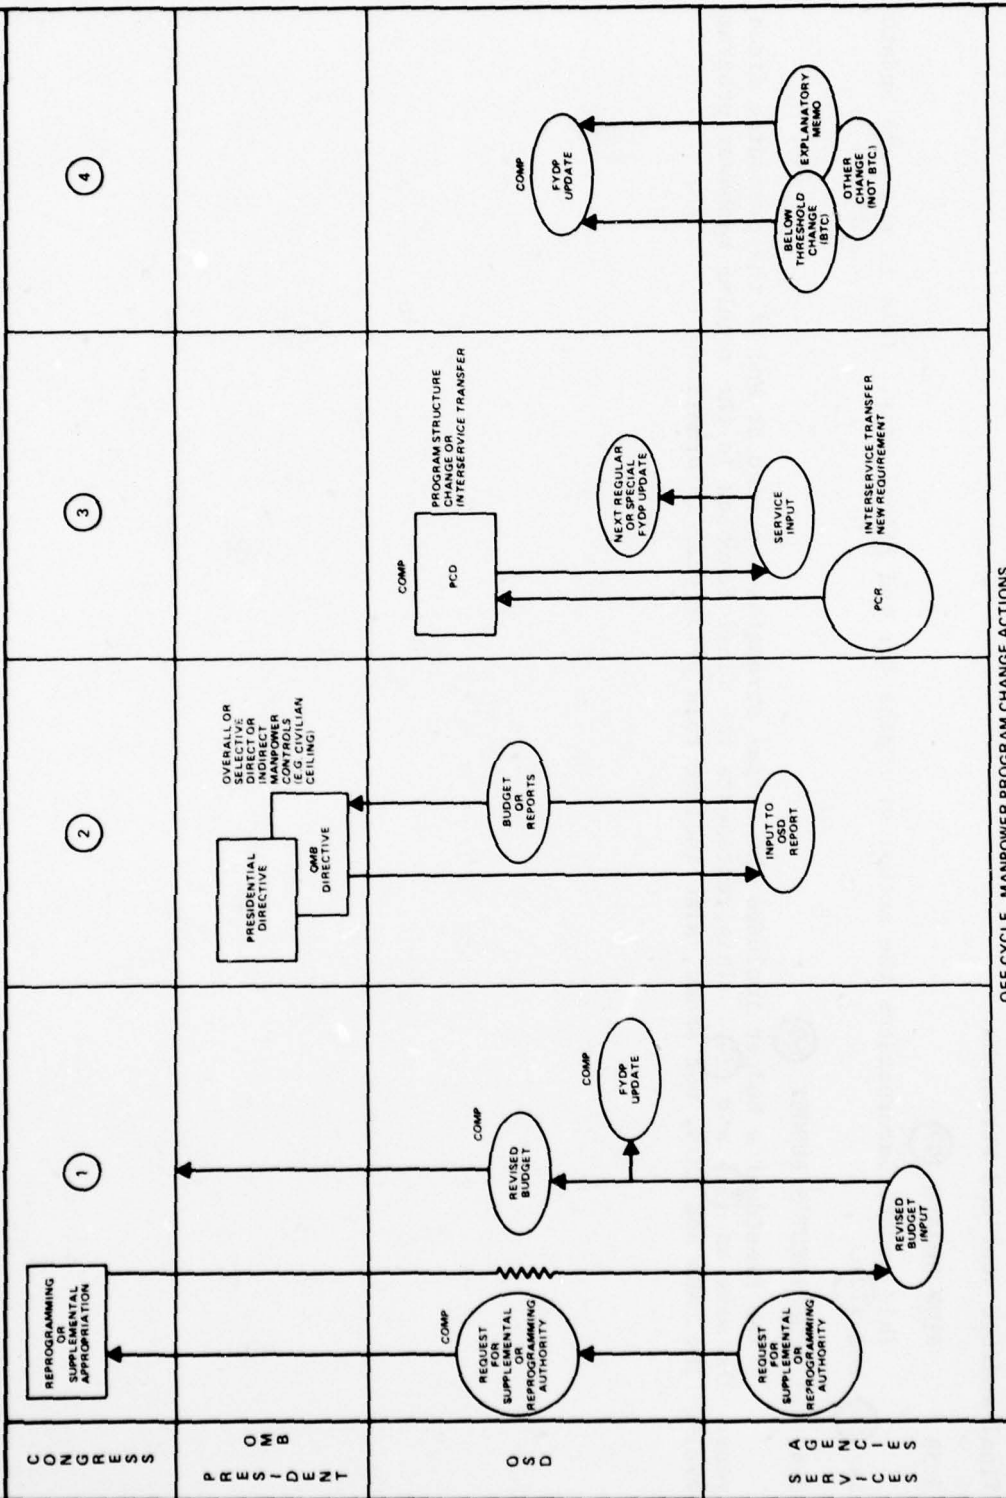 CONGRESS
1
2
3
4
REPROGRAMMING
OR
SUPPLEMENTAL
APPROPRIATION
PRESIDENT
OMB
PRESIDENTIAL
DIRECTIVE
OMB
DIRECTIVE
OVERALL OR
SELECTIVE
DIRECT OR
INDIRECT
MANPOWER
CONTROLS
(E.G. CIVILIAN
CEILING)
OSD
COMP
REQUEST
FOR
SUPPLEMENTAL
OR
REPROGRAMMING
AUTHORITY
COMP
REVISED
BUDGET
COMP
FYDP
UPDATE
BUDGET
OR
REPORTS
COMP
PCD
PROGRAM STRUCTURE
CHANGE OR
INTERSERVICE TRANSFER
NEXT REGULAR
OR SPECIAL
FYDP UPDATE
COMP
FYDP
UPDATE
SERVICES
AGENCIES
REQUEST
FOR
SUPPLEMENTAL
OR
REPROGRAMMING
AUTHORITY
REVISED
BUDGET
INPUT
INPUT TO
OSD
REPORT
SERVICE
INPUT
PCR
INTERSERVICE TRANSFER
NEW REQUIREMENT
BELOW
THRESHOLD
CHANGE
(BTC)
EXPLANATORY
MEMO
OTHER
CHANGE
(NOT BTC)
OFF CYCLE MANPOWER PROGRAM CHANGE ACTIONS